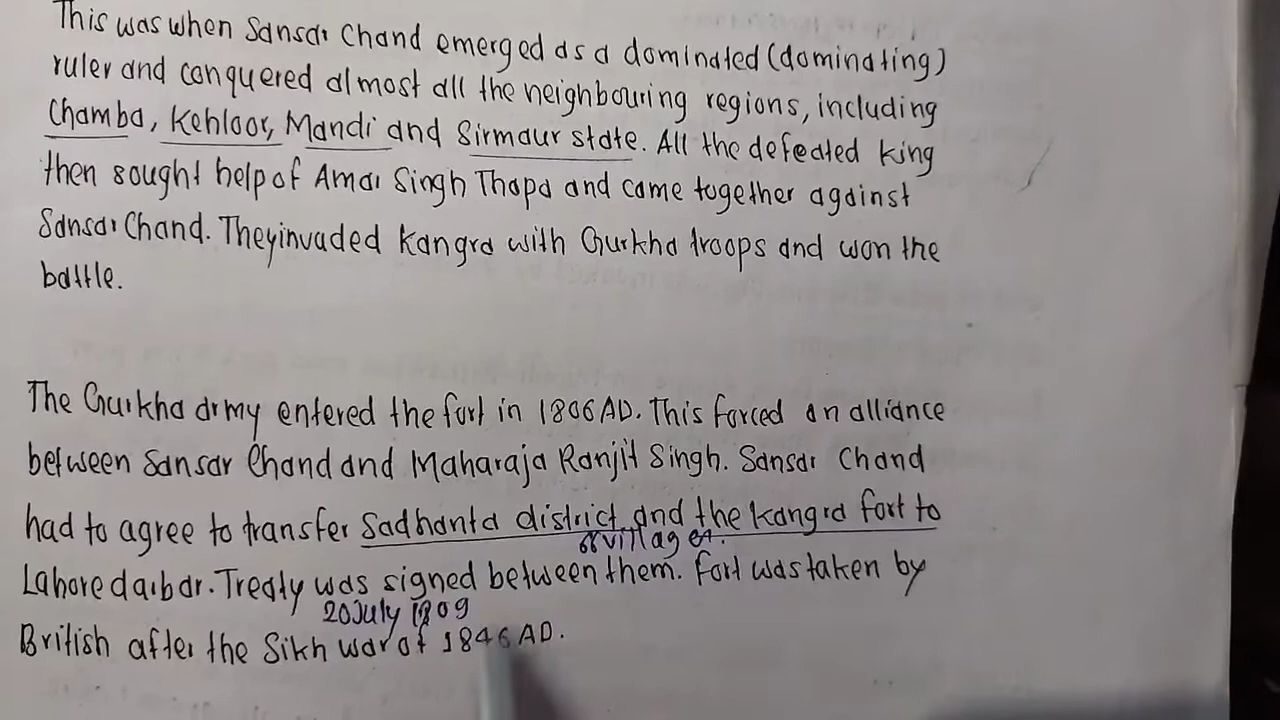 This was when Sansar Chand emerged as a dominated (dominating)
ruler and conquered almost all the neighbouring regions, including
Chamba, Kehloor, Mandi and Sirmaur state. All the defeated king
then sought help of Amar Singh Thapa and came together against
Sansar Chand. They invaded Kangra with Gurkha troops and won the
battle.
The Gurkha army entered the fort in 1806 AD. This forced an alliance
between Sansar Chand and Maharaja Ranjit Singh. Sansar Chand
had to agree to transfer Sadhanta district and the Kangra fort to
68 villages.
Lahore darbar. Treaty was signed between them. Fort was taken by
20 July 1809
British after the Sikh war of 1846 AD.